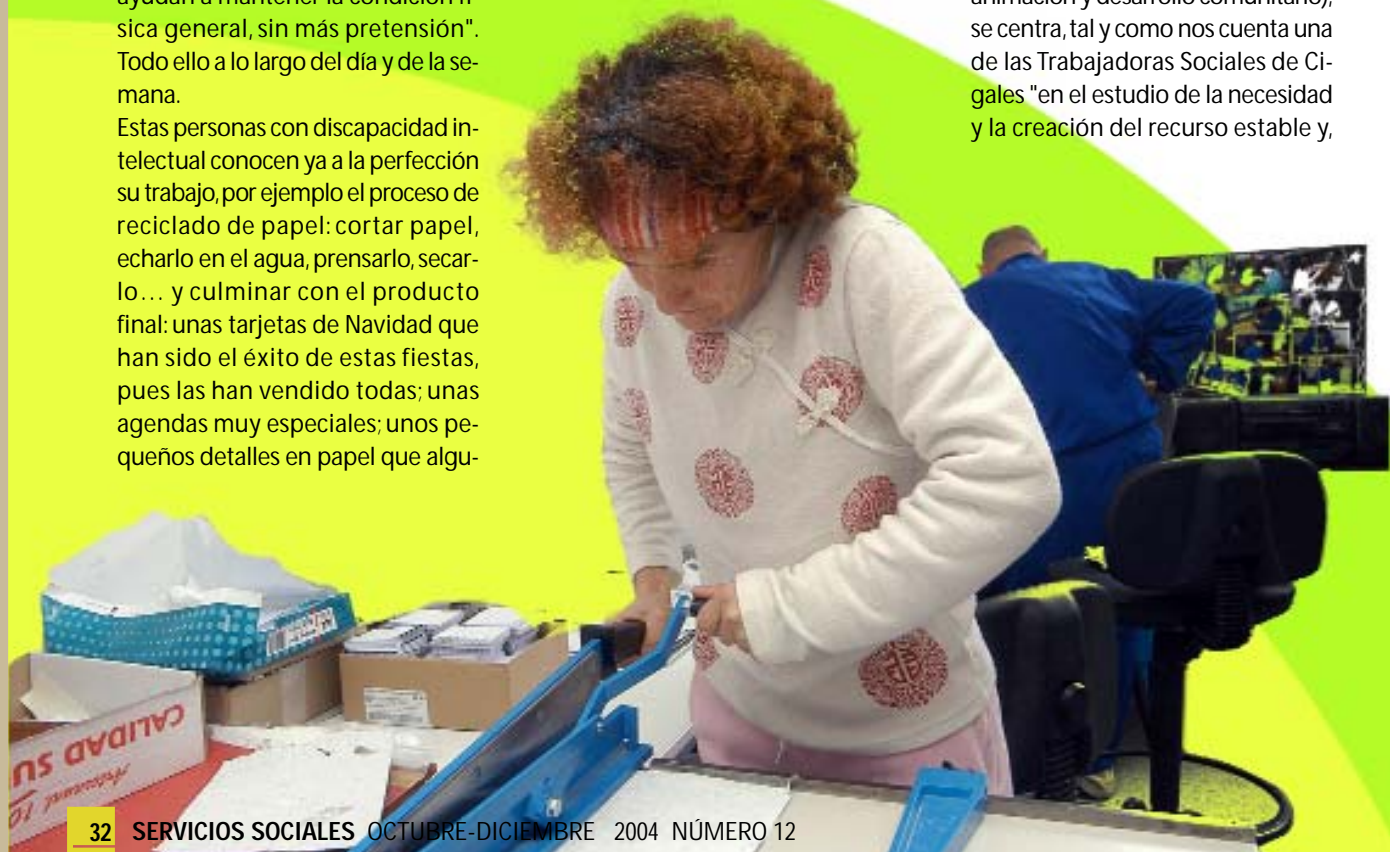 ayudan a mantener la condición fí-
sica general, sin más pretensión".
Todo ello a lo largo del día y de la se-
mana.
Estas personas con discapacidad in-
telectual conocen ya a la perfección
su trabajo, por ejemplo el proceso de
reciclado de papel: cortar papel,
echarlo en el agua, prensarlo, secar-
lo... y culminar con el producto
final: unas tarjetas de Navidad que
han sido el éxito de estas fiestas,
pues las han vendido todas; unas
agendas muy especiales; unos pe-
queños detalles en papel que algu-
animación y desarrollo comunitario),
se centra, tal y como nos cuenta una
de las Trabajadoras Sociales de Ci-
gales "en el estudio de la necesidad
y la creación del recurso estable y,
CALIDAD SU
32 SERVICIOS SOCIALES OCTUBRE-DICIEMBRE 2004 NÚMERO 12